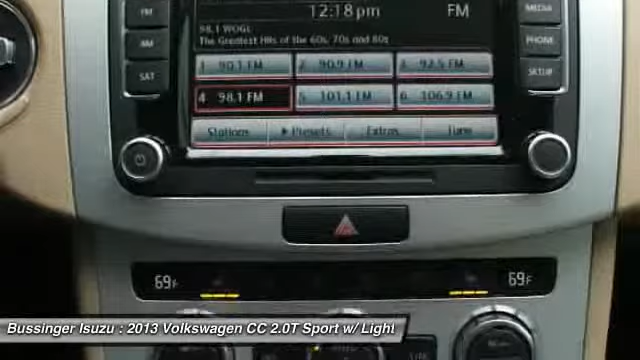 12:18 pm FM
98.1 WOGL
The Greatest Hits of the 60s, 70s and 80s
FM MEDIA
AM PHONE
SAT SETUP
1 90.1 FM 2 90.9 FM 3 92.5 FM
4 98.1 FM 5 101.1 FM 6 106.9 FM
Stations Presets Extras Tune
69F 69F
Bussinger Isuzu : 2013 Volkswagen CC 2.0T Sport w/ Light